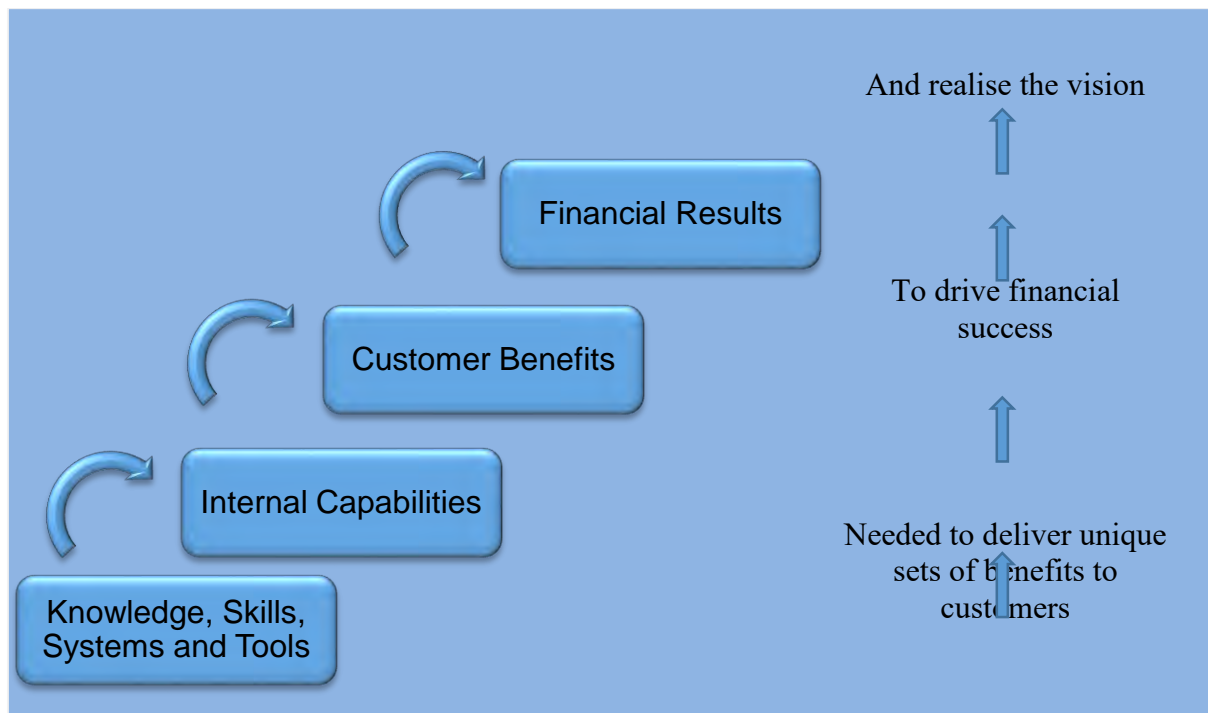 And realise the vision
Financial Results
To drive financial
success
Customer Benefits
Internal Capabilities
Needed to deliver unique
sets of benefits to
customers
Knowledge, Skills,
Systems and Tools